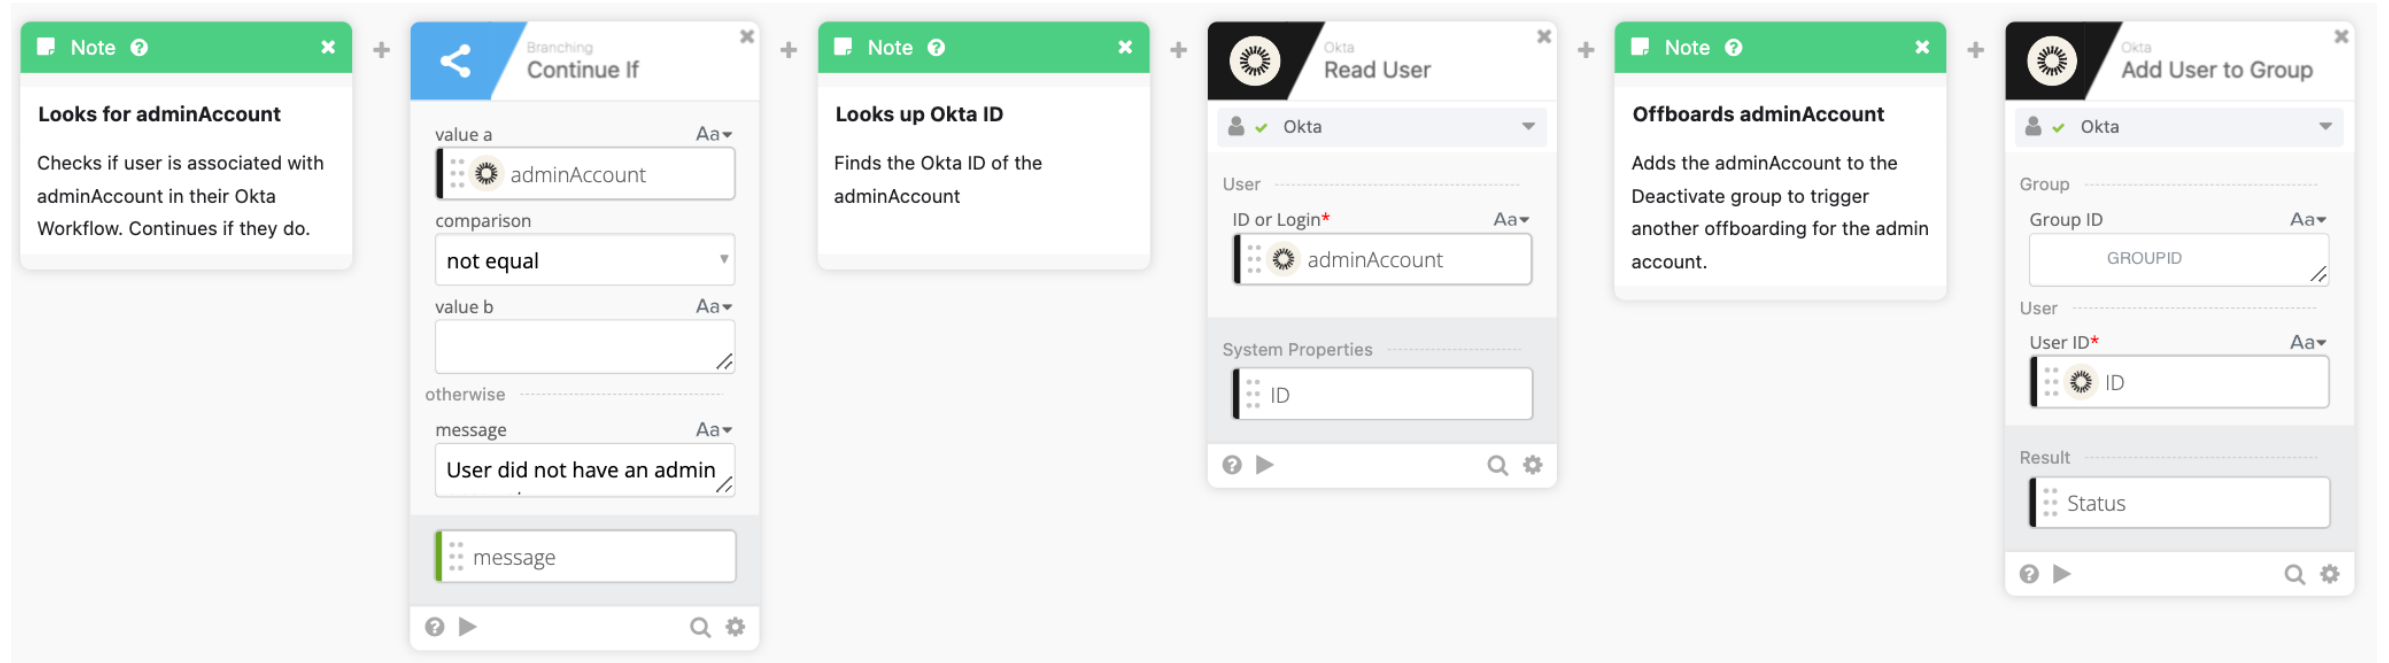 Note
Looks for adminAccount
Checks if user is associated with
adminAccount in their Okta
Workflow. Continues if they do.
Branching
Continue If
value a
Aa
adminAccount
comparison
not equal
value b
Aa
otherwise
message
Aa
User did not have an admin
message
Note
Looks up Okta ID
Finds the Okta ID of the
adminAccount
Okta
Read User
Okta
User
ID or Login*
Aa
adminAccount
System Properties
ID
Note
Offboards adminAccount
Adds the adminAccount to the
Deactivate group to trigger
another offboarding for the admin
account.
Okta
Add User to Group
Okta
Group
Group ID
Aa
GROUPID
User
User ID*
Aa
ID
Result
Status